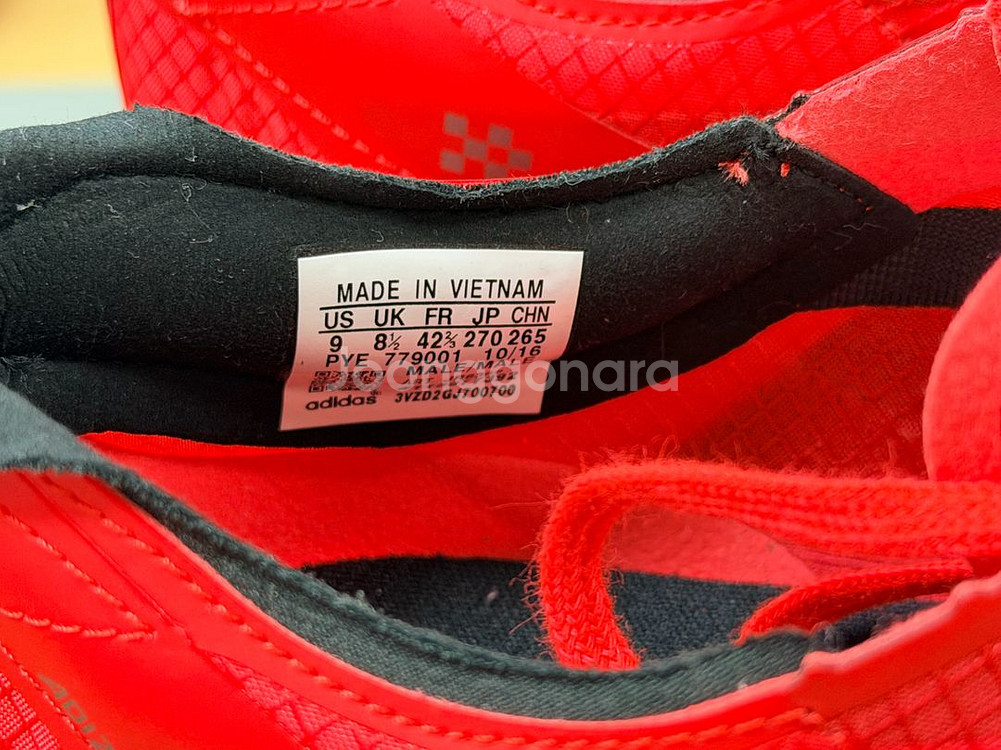 MADE IN VIETNAM
US UK FR JP CHN
9 8½ 42⅔ 270 265
PYE 779001 10/16
MALE/MALE
adidas 3VZD2GJ700700
Joonggonara